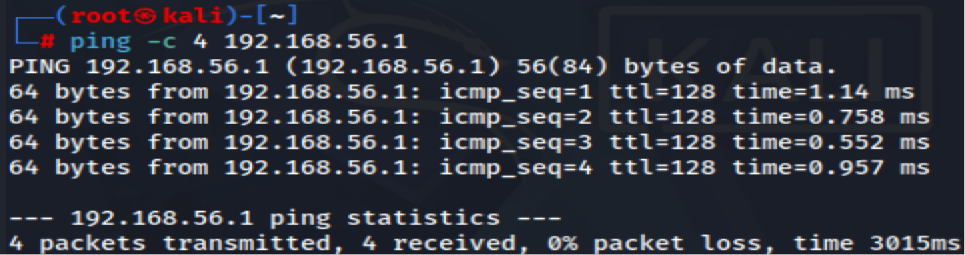 ┌──(root㉿kali)-[~]
└─# ping -c 4 192.168.56.1
PING 192.168.56.1 (192.168.56.1) 56(84) bytes of data.
64 bytes from 192.168.56.1: icmp_seq=1 ttl=128 time=1.14 ms
64 bytes from 192.168.56.1: icmp_seq=2 ttl=128 time=0.758 ms
64 bytes from 192.168.56.1: icmp_seq=3 ttl=128 time=0.552 ms
64 bytes from 192.168.56.1: icmp_seq=4 ttl=128 time=0.957 ms

--- 192.168.56.1 ping statistics ---
4 packets transmitted, 4 received, 0% packet loss, time 3015ms